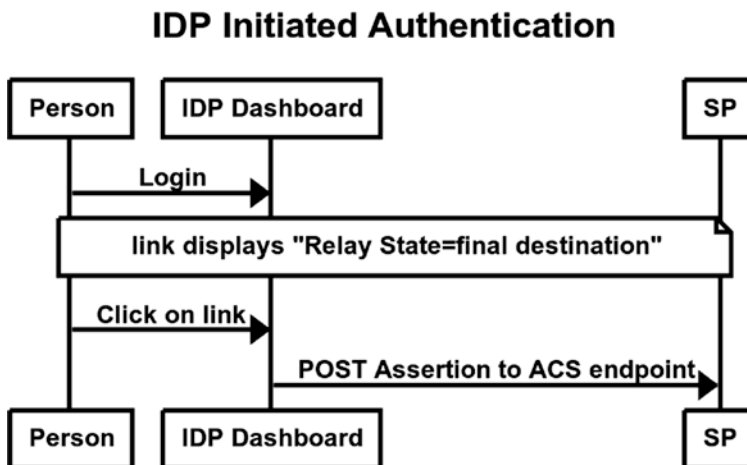 IDP Initiated Authentication
Person
IDP Dashboard
SP
Login
link displays "Relay State=final destination"
Click on link
POST Assertion to ACS endpoint
Person
IDP Dashboard
SP